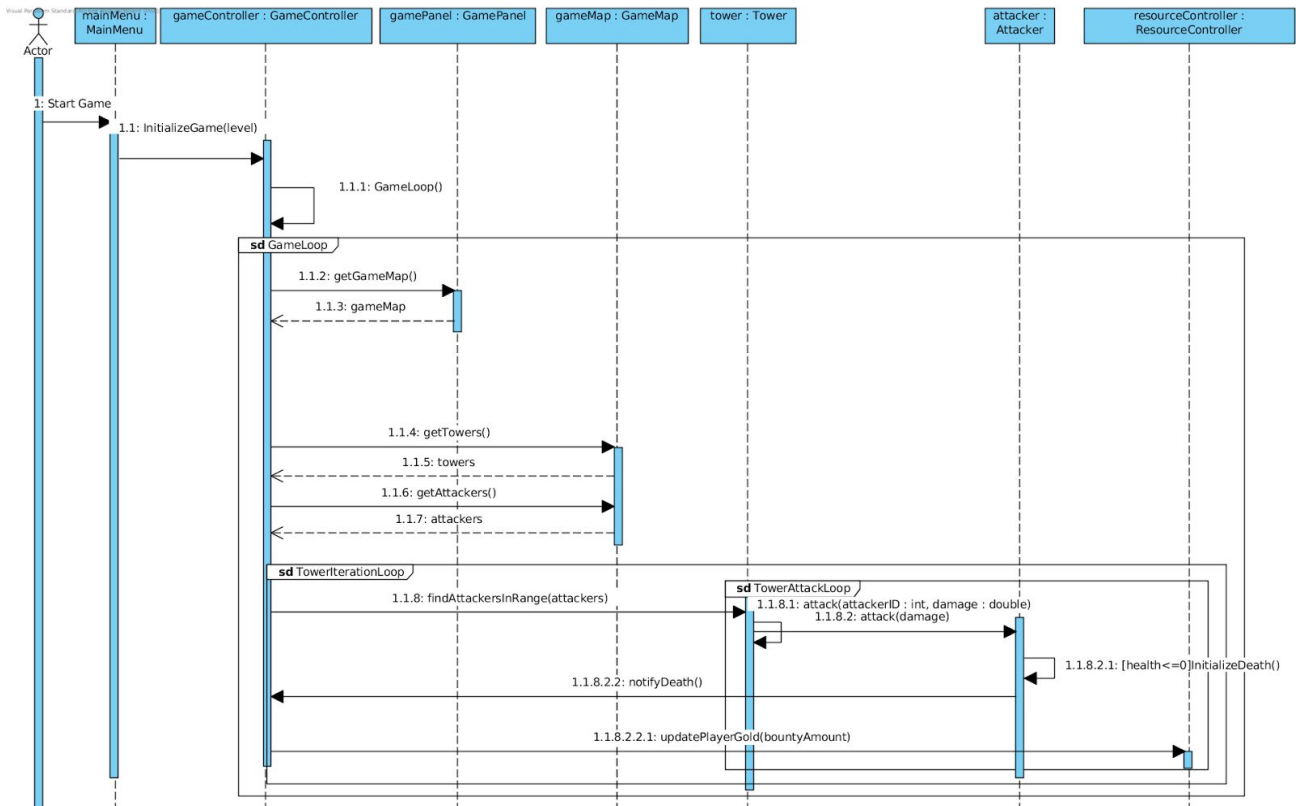 mainMenu :
MainMenu
gameController : GameController
gamePanel : GamePanel
gameMap : GameMap
tower : Tower
attacker :
Attacker
resourceController :
ResourceController
Visual Paradigm Standard
Actor
1: Start Game
1.1: InitializeGame(level)
1.1.1: GameLoop()
sd GameLoop
1.1.2: getGameMap()
1.1.3: gameMap
1.1.4: getTowers()
1.1.5: towers
1.1.6: getAttackers()
1.1.7: attackers
sd TowerIterationLoop
sd TowerAttackLoop
1.1.8: findAttackersInRange(attackers)
1.1.8.1: attack(attackerID : int, damage : double)
1.1.8.2: attack(damage)
1.1.8.2.1: [health<=0]InitializeDeath()
1.1.8.2.2: notifyDeath()
1.1.8.2.2.1: updatePlayerGold(bountyAmount)